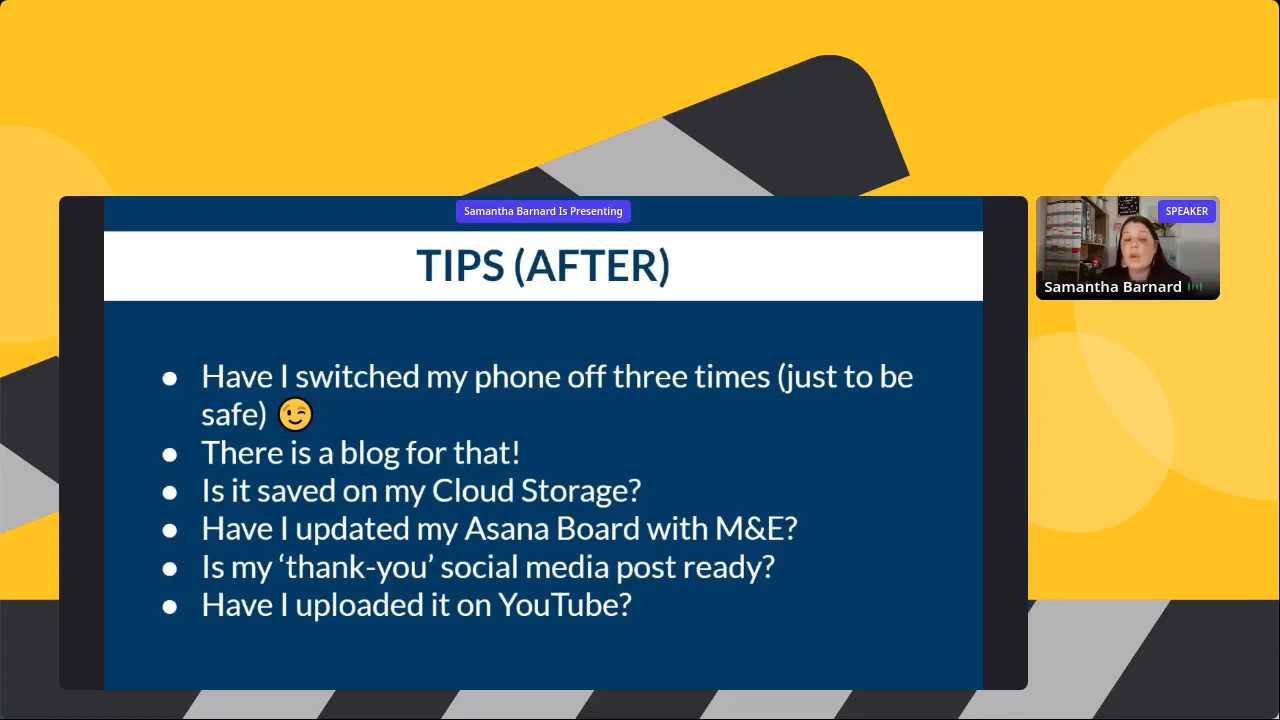 Samantha Barnard Is Presenting
SPEAKER
Samantha Barnard
TIPS (AFTER)
● Have I switched my phone off three times (just to be
safe) 😉
● There is a blog for that!
● Is it saved on my Cloud Storage?
● Have I updated my Asana Board with M&E?
● Is my ‘thank-you’ social media post ready?
● Have I uploaded it on YouTube?